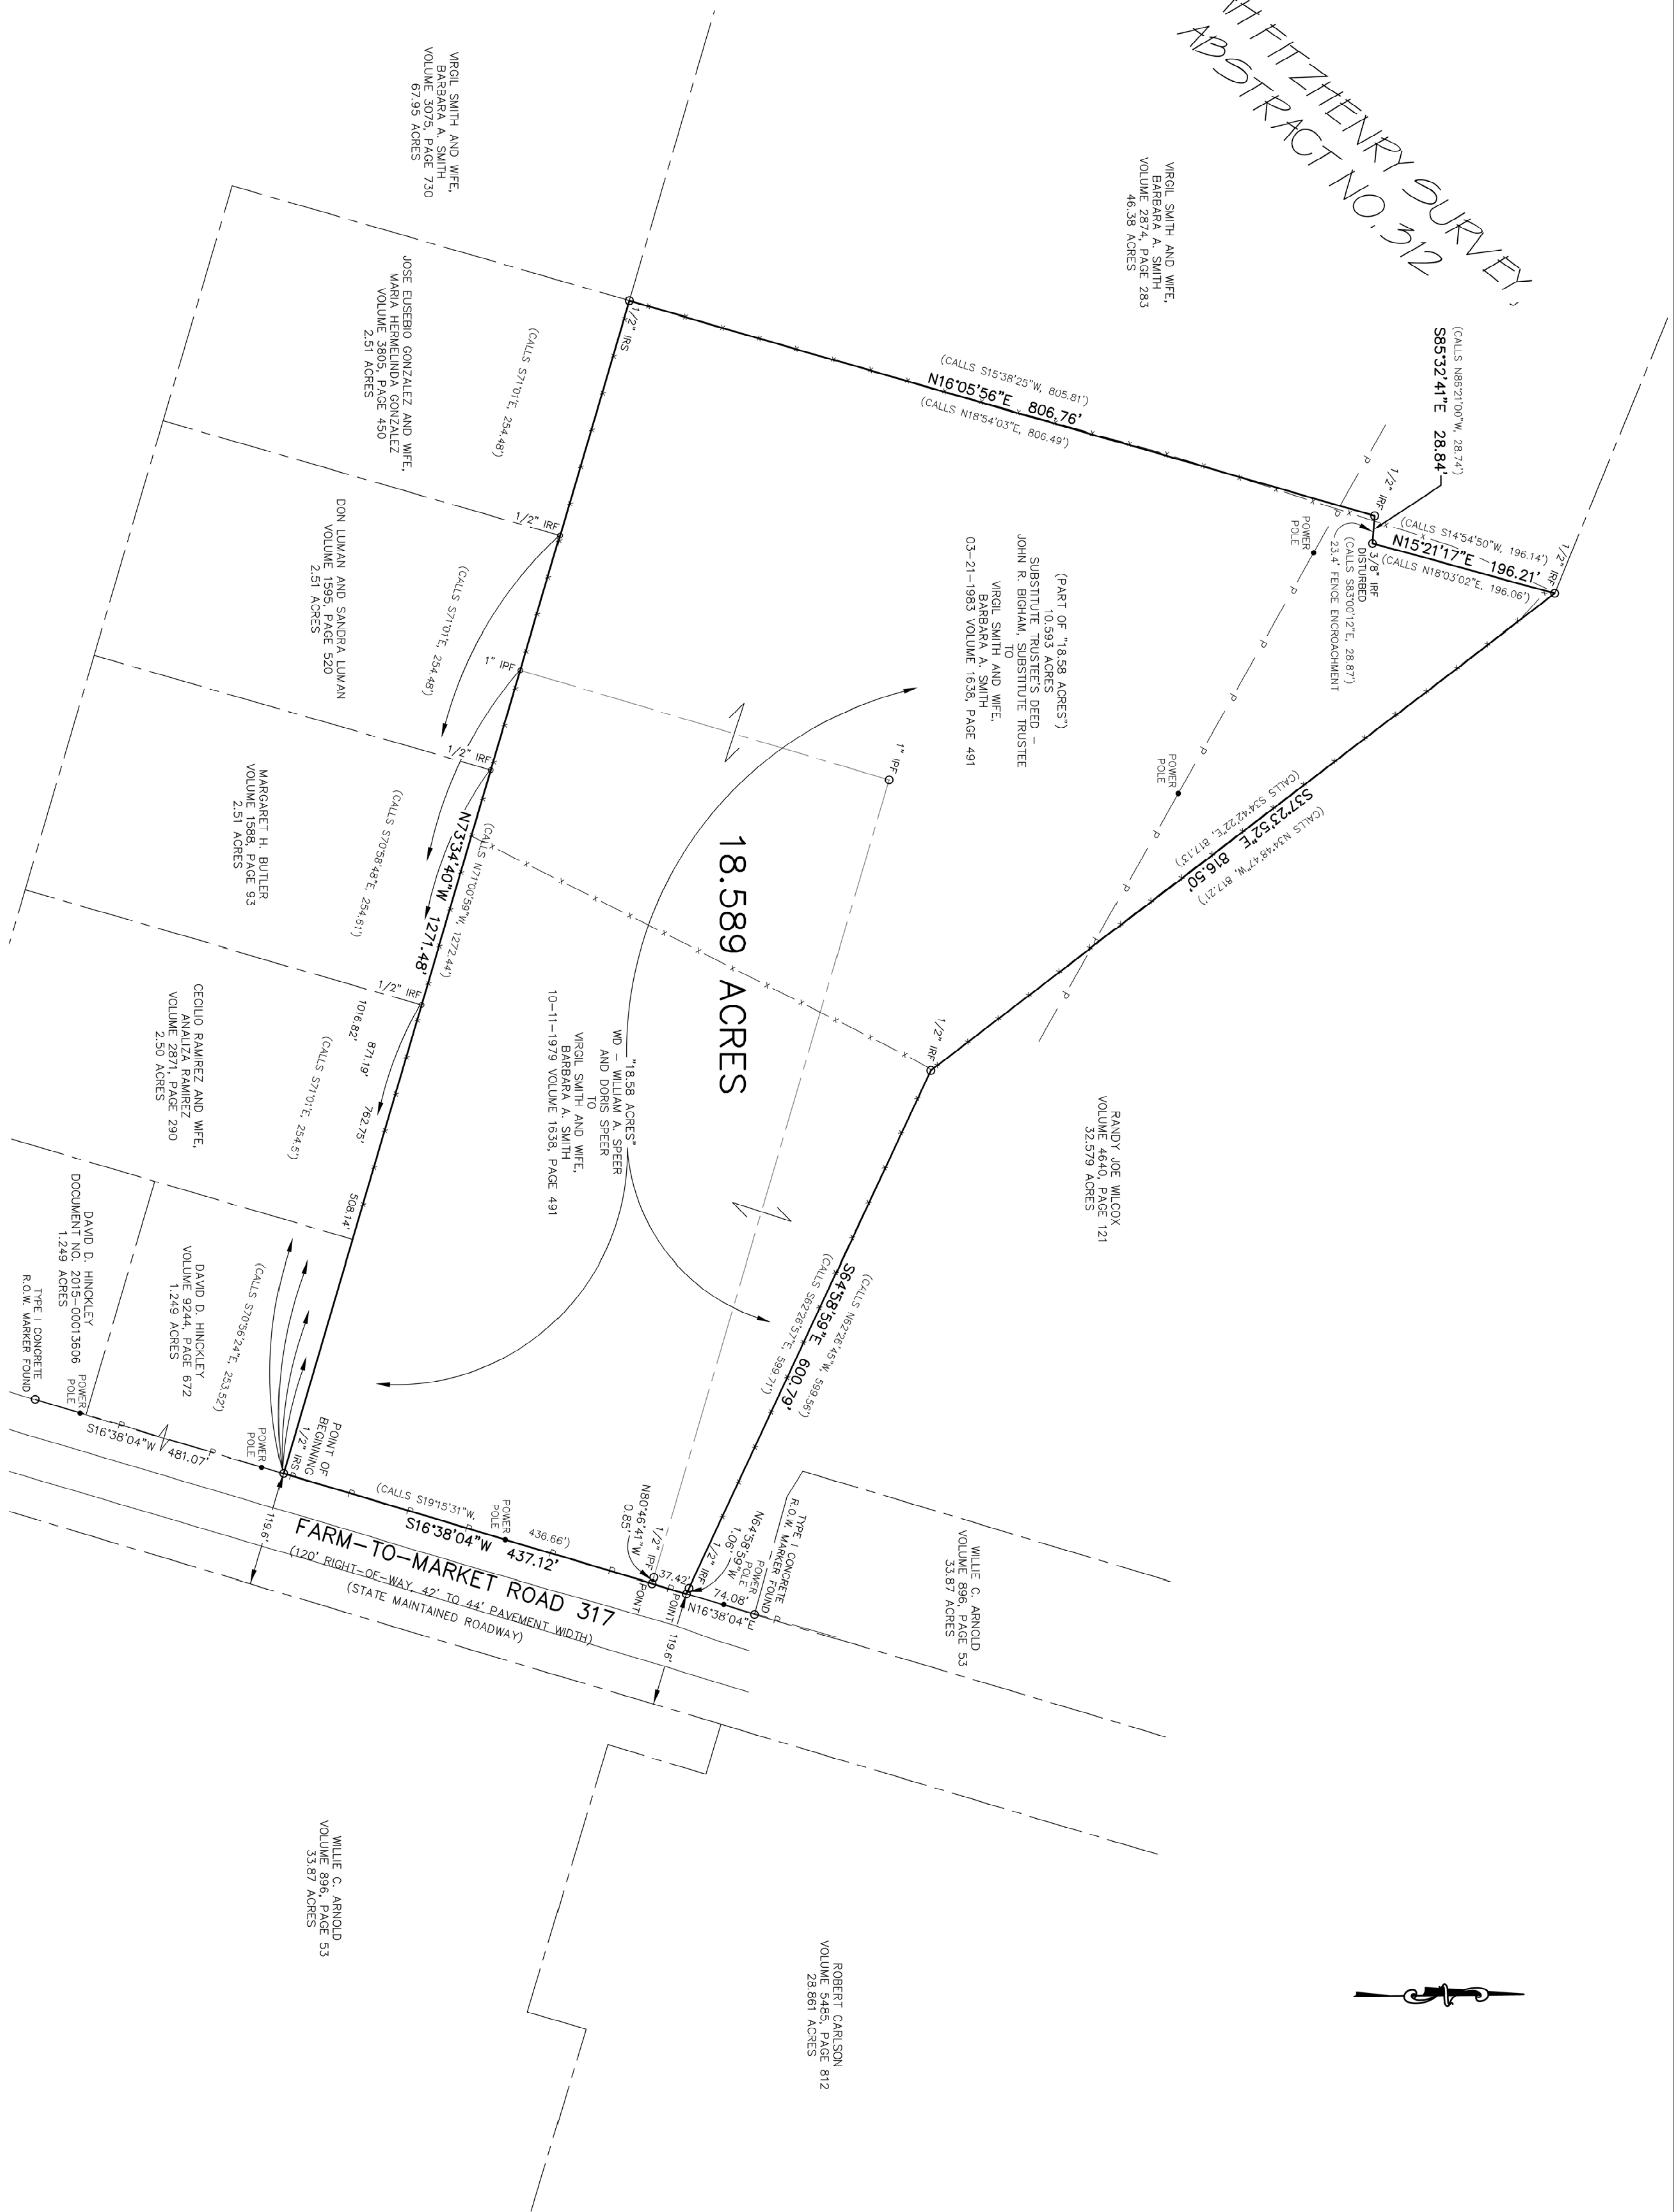 AH FITZHENRY SURVEY,
ABSTRACT NO. 312
VIRGIL SMITH AND WIFE,
BARBARA A. SMITH
VOLUME 2874, PAGE 283
46.38 ACRES
VIRGIL SMITH AND WIFE,
BARBARA A. SMITH
VOLUME 3075, PAGE 730
67.95 ACRES
(CALLS N86°21'00"W, 28.74')
S85°32'41"E 28.84'
1/2" IRF
(CALLS S14°54'50"W, 196.14')
N15°21'17"E 196.21'
(CALLS N18°03'02"E, 196.06')
1/2" IRF
3/8" IRF
DISTURBED
(CALLS S83°00'12"E, 28.87')
23.4' FENCE ENCROACHMENT
POWER
POLE
(CALLS S15°38'25"W, 805.81')
N16°05'56"E 806.76'
(CALLS N18°54'03"E, 806.49')
1/2" IRS
(CALLS N34°48'47"W, 817.21')
S37°23'52"E 816.50'
(CALLS S34°42'22"E, 817.13')
POWER
POLE
(PART OF "18.58 ACRES")
10.593 ACRES
SUBSTITUTE TRUSTEE'S DEED –
JOHN R. BIGHAM, SUBSTITUTE TRUSTEE
TO
VIRGIL SMITH AND WIFE,
BARBARA A. SMITH
03-21-1983 VOLUME 1638, PAGE 491
1" IPF
18.589 ACRES
1/2" IRF
"18.58 ACRES"
WD – WILLIAM A. SPEER
AND DORIS SPEER
TO
VIRGIL SMITH AND WIFE,
BARBARA A. SMITH
10-11-1979 VOLUME 1638, PAGE 491
RANDY JOE WILCOX
VOLUME 4640, PAGE 121
32.579 ACRES
(CALLS N62°26'45"W, 599.56')
S64°58'59"E 600.79'
(CALLS S62°26'57"E, 599.71')
JOSE EUSEBIO GONZALEZ AND WIFE,
MARIA HERMELINDA GONZALEZ
VOLUME 3805, PAGE 450
2.51 ACRES
(CALLS S71°01'E, 254.48')
1/2" IRF
DON LUMAN AND SANDRA LUMAN
VOLUME 1595, PAGE 520
2.51 ACRES
(CALLS S71°01'E, 254.48')
1" IPF
1/2" IRF
MARGARET H. BUTLER
VOLUME 1588, PAGE 93
2.51 ACRES
(CALLS S70°58'48"E, 254.61')
(CALLS N71°00'59"W, 1272.44')
N73°34'40"W 1271.48'
1/2" IRF
CECILIO RAMIREZ AND WIFE,
ANALIZA RAMIREZ
VOLUME 2871, PAGE 290
2.50 ACRES
(CALLS S71°01'E, 254.5')
1016.82'
871.19'
762.75'
508.14'
DAVID D. HINCKLEY
VOLUME 9244, PAGE 672
1.249 ACRES
(CALLS S70°56'24"E, 253.52')
DAVID D. HINCKLEY
DOCUMENT NO. 2015-00013606
1.249 ACRES
TYPE I CONCRETE
R.O.W. MARKER FOUND
POWER
POLE
S16°38'04"W 481.07'
POWER
POLE
POINT OF
BEGINNING
1/2" IRS
119.6'
(CALLS S19°15'31"W, 436.66')
S16°38'04"W 437.12'
POWER
POLE
N80°46'41"W
0.85'
1/2" IPF
37.42'
POINT
POINT
1/2" IRF
N64°58'59"W
1.06'
POWER
POLE
74.08'
N16°38'04"E
TYPE I CONCRETE
R.O.W. MARKER FOUND
119.6'
FARM-TO-MARKET ROAD 317
(120' RIGHT-OF-WAY, 42' TO 44' PAVEMENT WIDTH)
(STATE MAINTAINED ROADWAY)
WILLIE C. ARNOLD
VOLUME 896, PAGE 53
33.87 ACRES
WILLIE C. ARNOLD
VOLUME 896, PAGE 53
33.87 ACRES
ROBERT CARLSON
VOLUME 5485, PAGE 812
28.861 ACRES